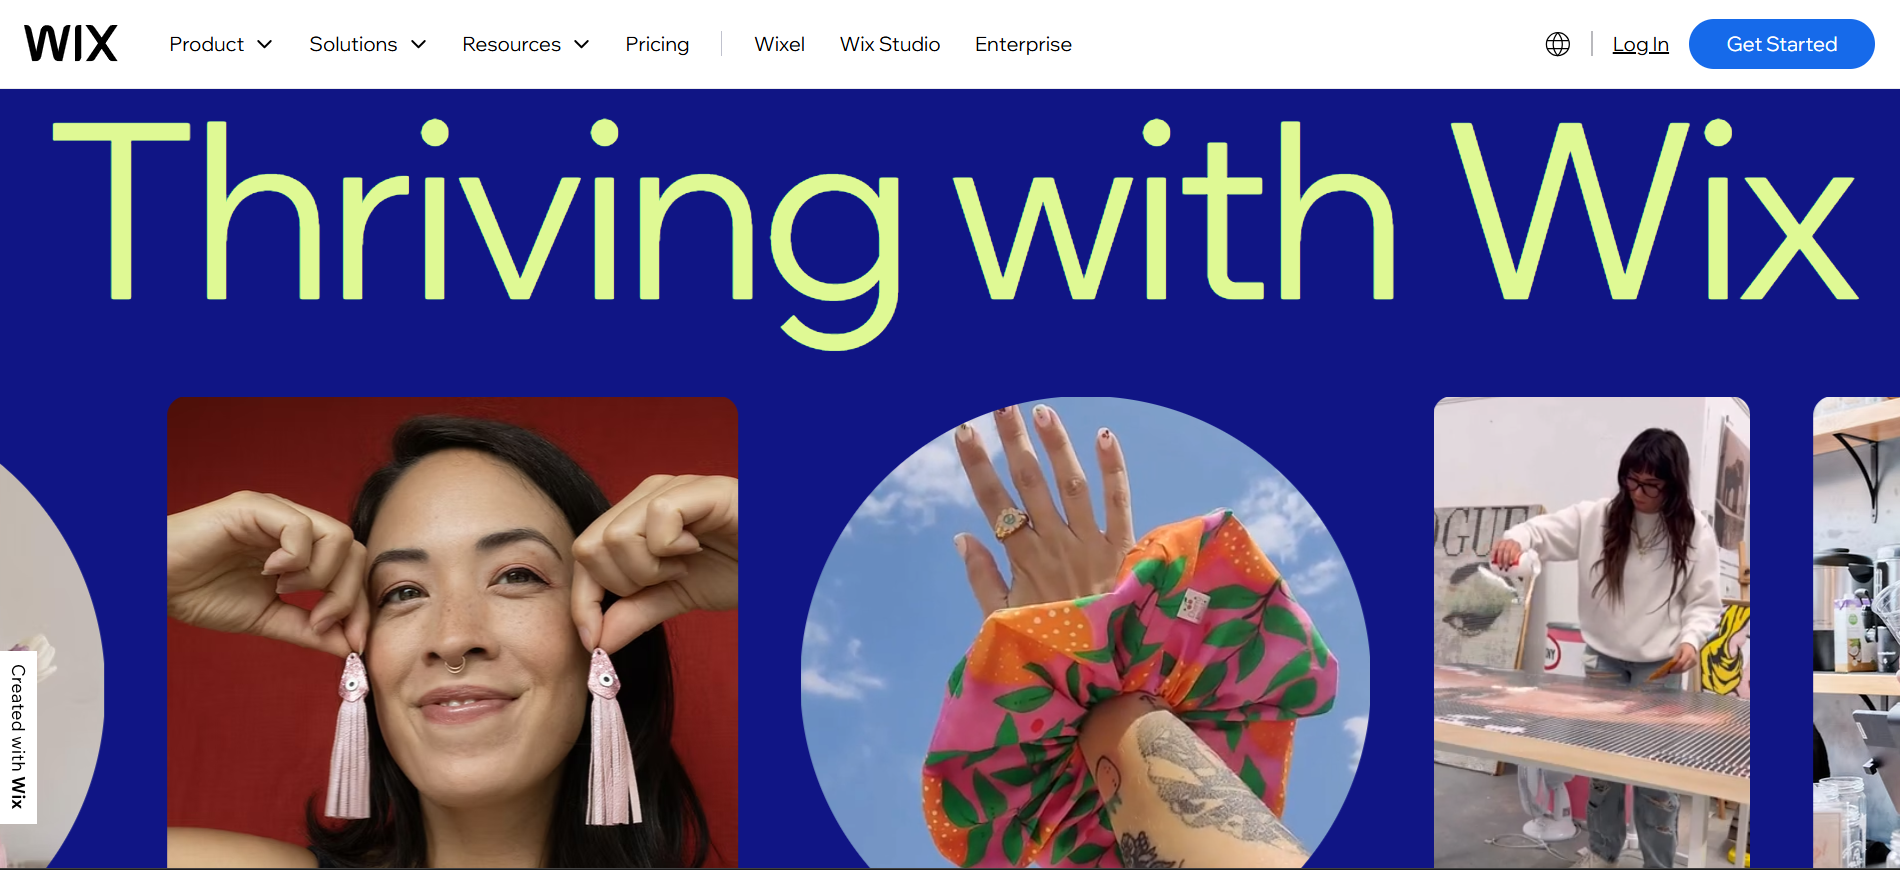 WIX
Product
Solutions
Resources
Pricing
Wixel
Wix Studio
Enterprise
Log In
Get Started
Thriving with Wix
Created with Wix